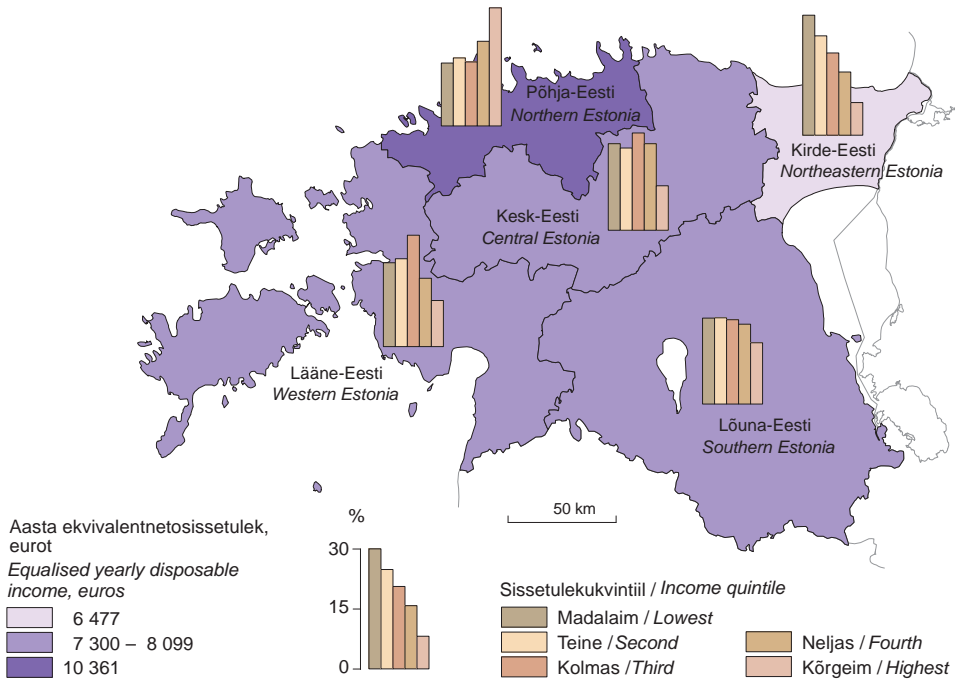 Põhja-Eesti
Northern Estonia
Kirde-Eesti
Northeastern Estonia
Kesk-Eesti
Central Estonia
Lääne-Eesti
Western Estonia
Lõuna-Eesti
Southern Estonia
50 km
Aasta ekvivalentnetosissetulek,
eurot
Equalised yearly disposable
income, euros
6 477
7 300 – 8 099
10 361
%
30
15
0
Sissetulekukvintiil / Income quintile
Madalaim / Lowest
Teine / Second
Kolmas / Third
Neljas / Fourth
Kõrgeim / Highest